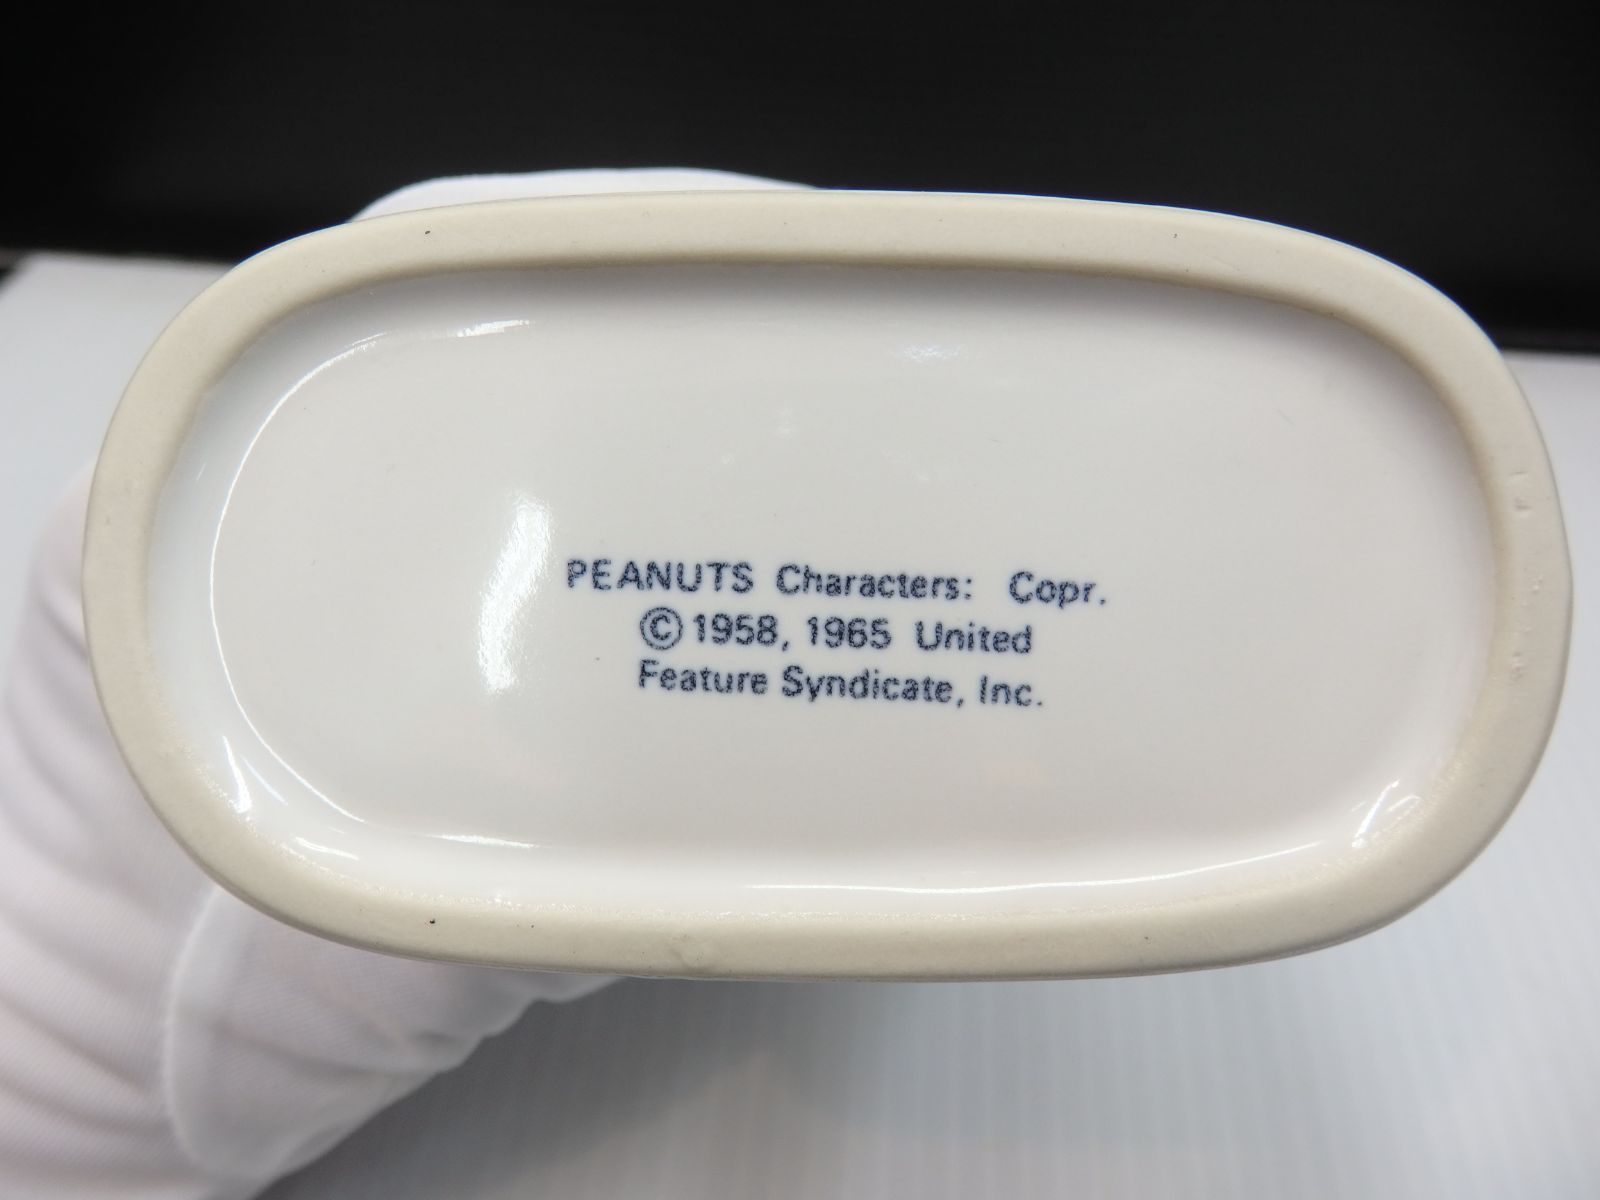 PEANUTS Characters: Copr.
©1958, 1965 United
Feature Syndicate, Inc.